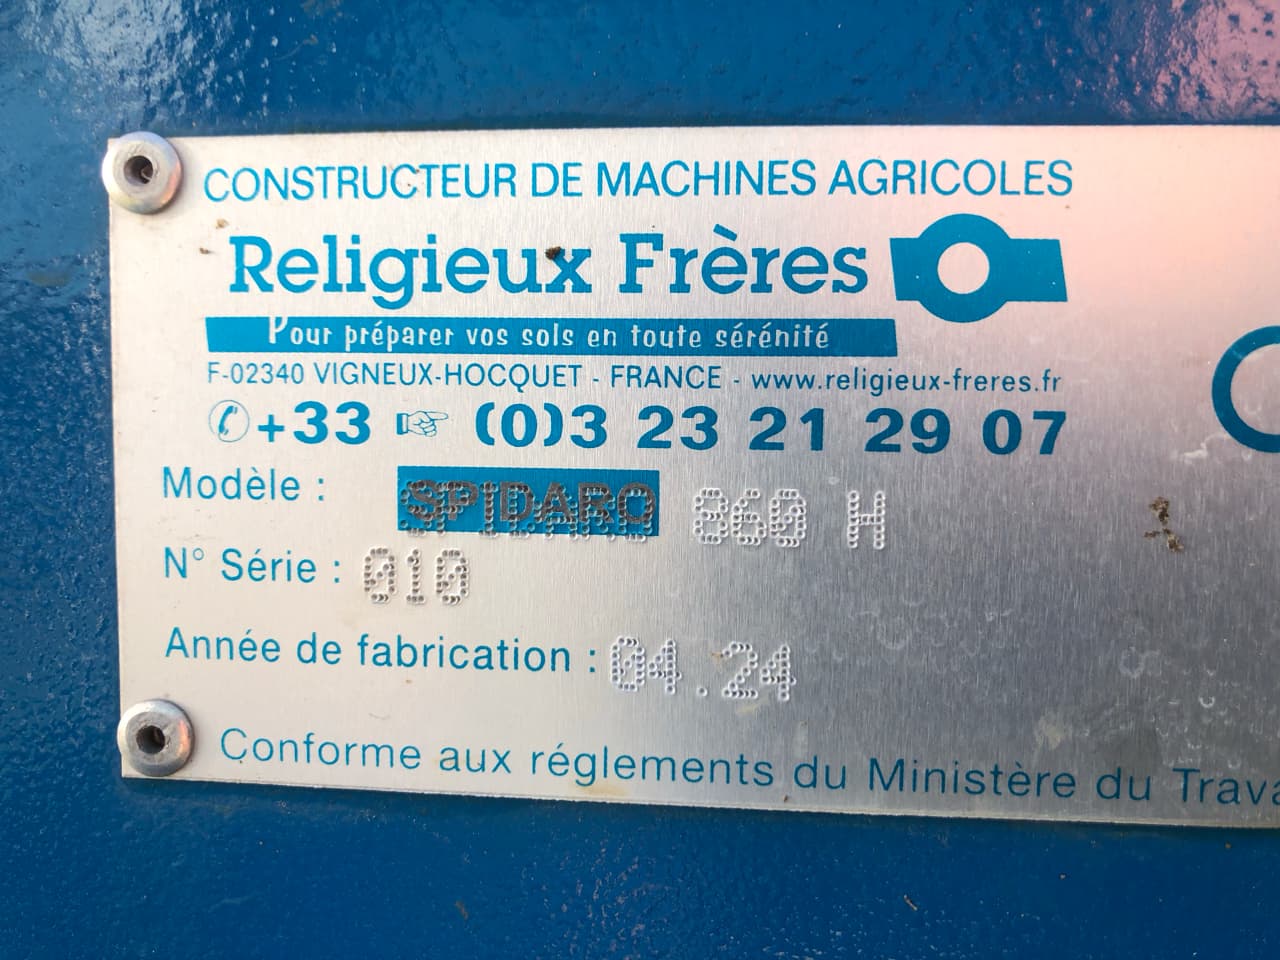 CONSTRUCTEUR DE MACHINES AGRICOLES
Religieux Frères
Pour préparer vos sols en toute sérénité
F-02340 VIGNEUX-HOCQUET - FRANCE - www.religieux-freres.fr
+33 (0)3 23 21 29 07
Modèle : SPIDARO 860 H
N° Série : 010
Année de fabrication : 04.24
Conforme aux réglements du Ministère du Trava